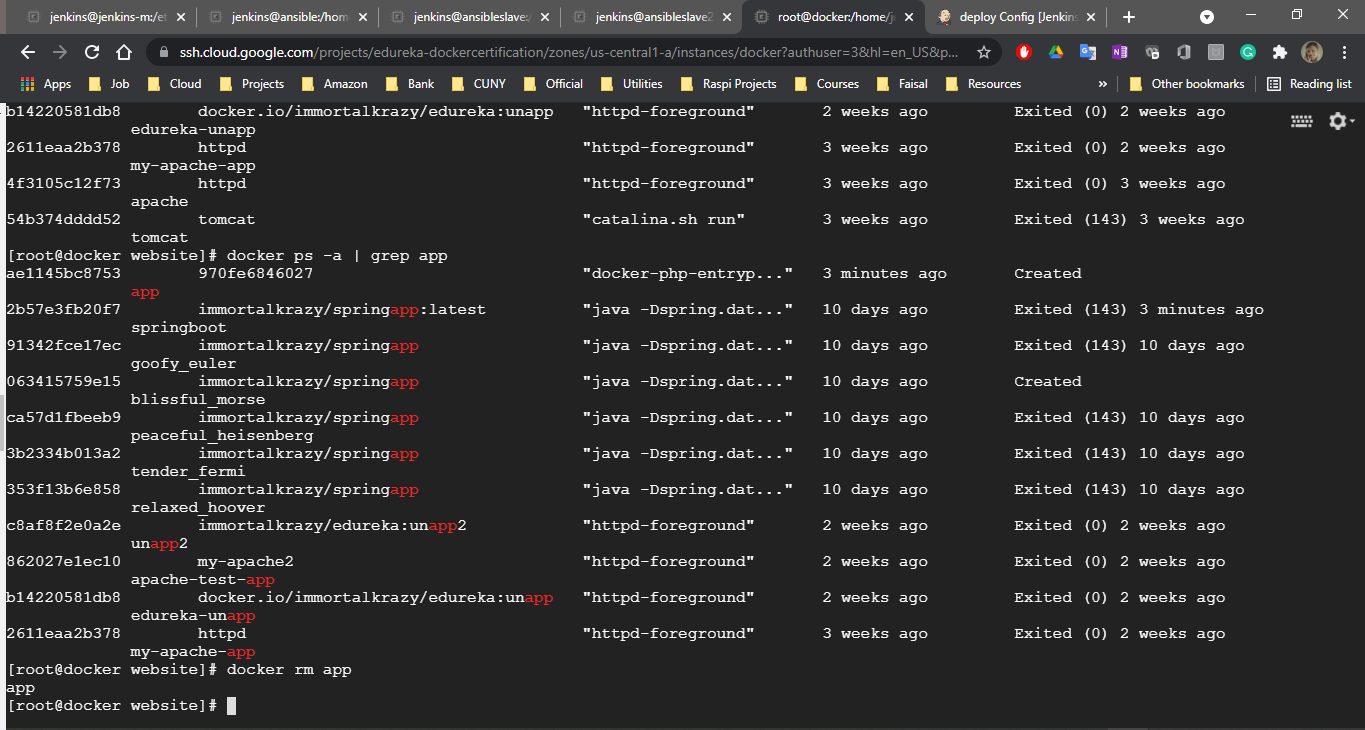 jenkins@jenkins-m:/et
jenkins@ansible:/hom
jenkins@ansibleslave:/
jenkins@ansibleslave2
root@docker:/home/j
deploy Config [Jenkins
ssh.cloud.google.com/projects/edureka-dockercertification/zones/us-central1-a/instances/docker?authuser=3&hl=en_US&p...
Apps Job Cloud Projects Amazon Bank CUNY Official Utilities Raspi Projects Courses Faisal Resources » Other bookmarks Reading list
b14220581db8 docker.io/immortalkrazy/edureka:unapp "httpd-foreground" 2 weeks ago Exited (0) 2 weeks ago
edureka-unapp
2611eaa2b378 httpd "httpd-foreground" 3 weeks ago Exited (0) 2 weeks ago
my-apache-app
4f3105c12f73 httpd "httpd-foreground" 3 weeks ago Exited (0) 3 weeks ago
apache
54b374dddd52 tomcat "catalina.sh run" 3 weeks ago Exited (143) 3 weeks ago
tomcat
[root@docker website]# docker ps -a | grep app
ae1145bc8753 970fe6846027 "docker-php-entryp..." 3 minutes ago Created
app
2b57e3fb20f7 immortalkrazy/springapp:latest "java -Dspring.dat..." 10 days ago Exited (143) 3 minutes ago
springboot
91342fce17ec immortalkrazy/springapp "java -Dspring.dat..." 10 days ago Exited (143) 10 days ago
goofy_euler
063415759e15 immortalkrazy/springapp "java -Dspring.dat..." 10 days ago Created
blissful_morse
ca57d1fbeeb9 immortalkrazy/springapp "java -Dspring.dat..." 10 days ago Exited (143) 10 days ago
peaceful_heisenberg
3b2334b013a2 immortalkrazy/springapp "java -Dspring.dat..." 10 days ago Exited (143) 10 days ago
tender_fermi
353f13b6e858 immortalkrazy/springapp "java -Dspring.dat..." 10 days ago Exited (143) 10 days ago
relaxed_hoover
c8af8f2e0a2e immortalkrazy/edureka:unapp2 "httpd-foreground" 2 weeks ago Exited (0) 2 weeks ago
unapp2
862027e1ec10 my-apache2 "httpd-foreground" 2 weeks ago Exited (0) 2 weeks ago
apache-test-app
b14220581db8 docker.io/immortalkrazy/edureka:unapp "httpd-foreground" 2 weeks ago Exited (0) 2 weeks ago
edureka-unapp
2611eaa2b378 httpd "httpd-foreground" 3 weeks ago Exited (0) 2 weeks ago
my-apache-app
[root@docker website]# docker rm app
app
[root@docker website]#